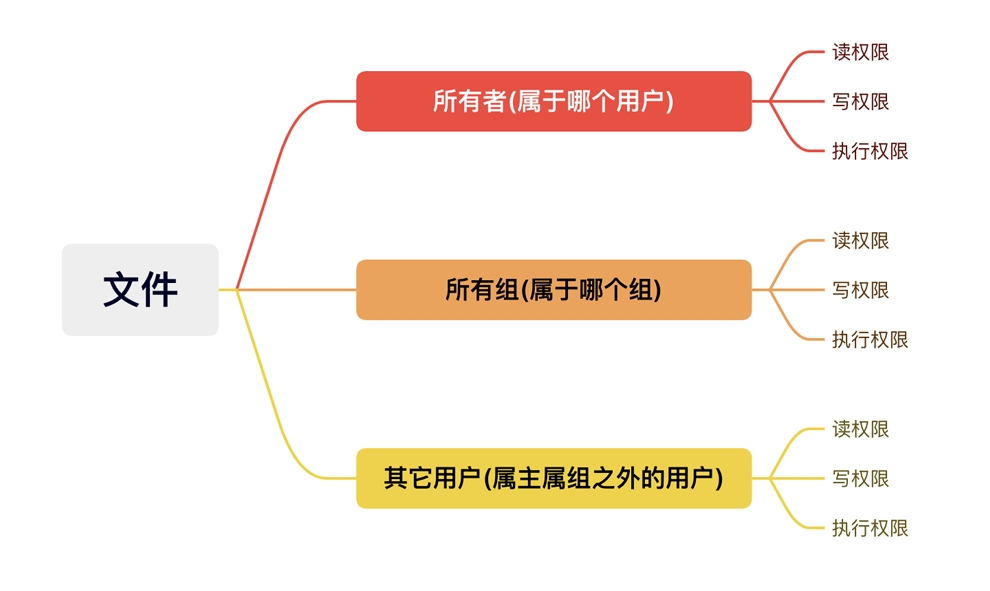 文件
所有者(属于哪个用户)
读权限
写权限
执行权限
所有组(属于哪个组)
读权限
写权限
执行权限
其它用户(属主属组之外的用户)
读权限
写权限
执行权限